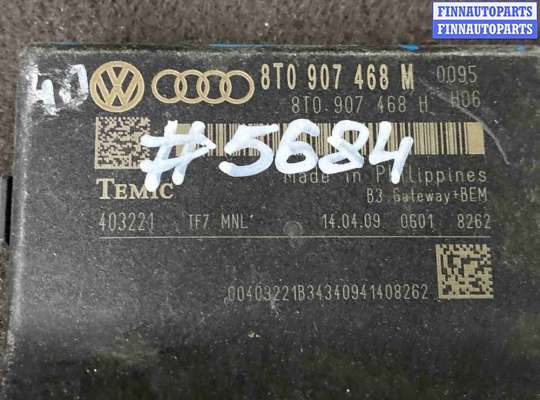 FINNAUTOPARTS
FINNAUTOPARTS
8T0 907 468 M 0095
8T0 907 468 H H06
#5684
Made in Philippines
TEMIC
B3 Gateway+BEM
403221 TF7 MNL 14.04.09 0601 8262
00403221B34340941408262